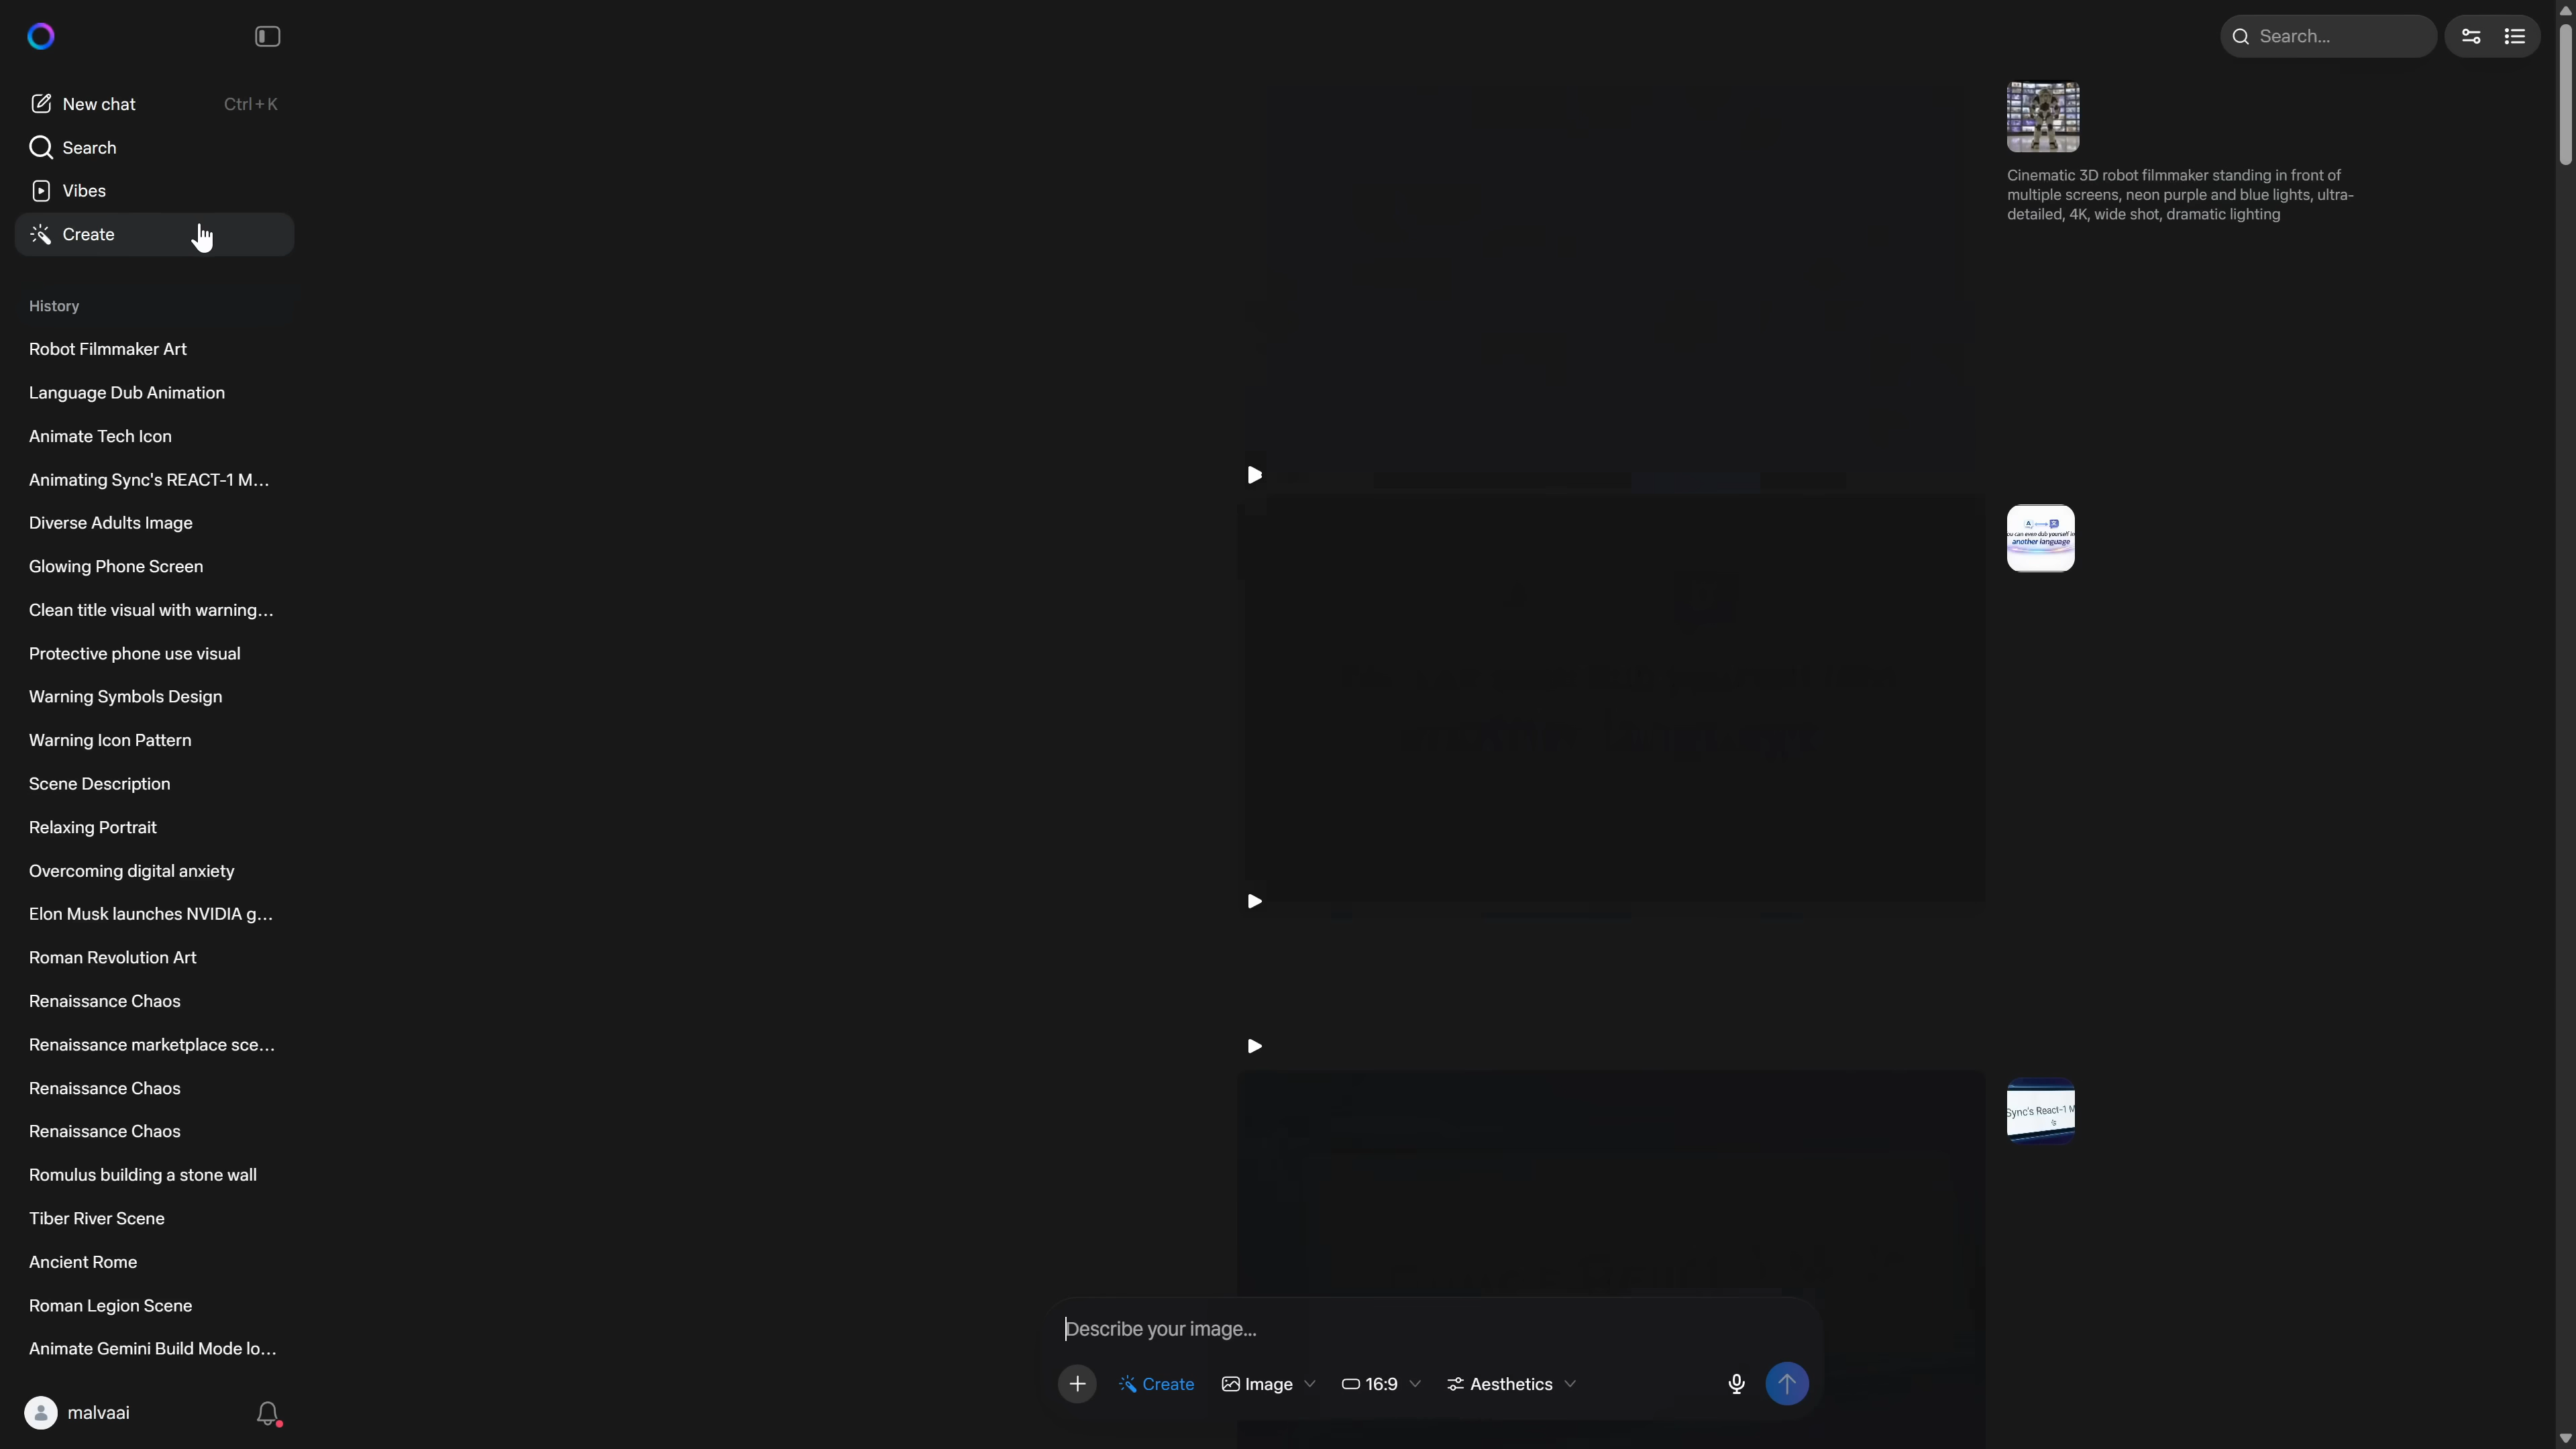 New chat Ctrl+K
Search
Vibes
Create
History
Robot Filmmaker Art
Language Dub Animation
Animate Tech Icon
Animating Sync's REACT-1 M...
Diverse Adults Image
Glowing Phone Screen
Clean title visual with warning...
Protective phone use visual
Warning Symbols Design
Warning Icon Pattern
Scene Description
Relaxing Portrait
Overcoming digital anxiety
Elon Musk launches NVIDIA g...
Roman Revolution Art
Renaissance Chaos
Renaissance marketplace sce...
Renaissance Chaos
Renaissance Chaos
Romulus building a stone wall
Tiber River Scene
Ancient Rome
Roman Legion Scene
Animate Gemini Build Mode lo...
malvaai
Search...
Cinematic 3D robot filmmaker standing in front of
multiple screens, neon purple and blue lights, ultra-
detailed, 4K, wide shot, dramatic lighting
ou can even dub yourself in
another language
Sync's React-1 M
Describe your image...
Create Image 16:9 Aesthetics